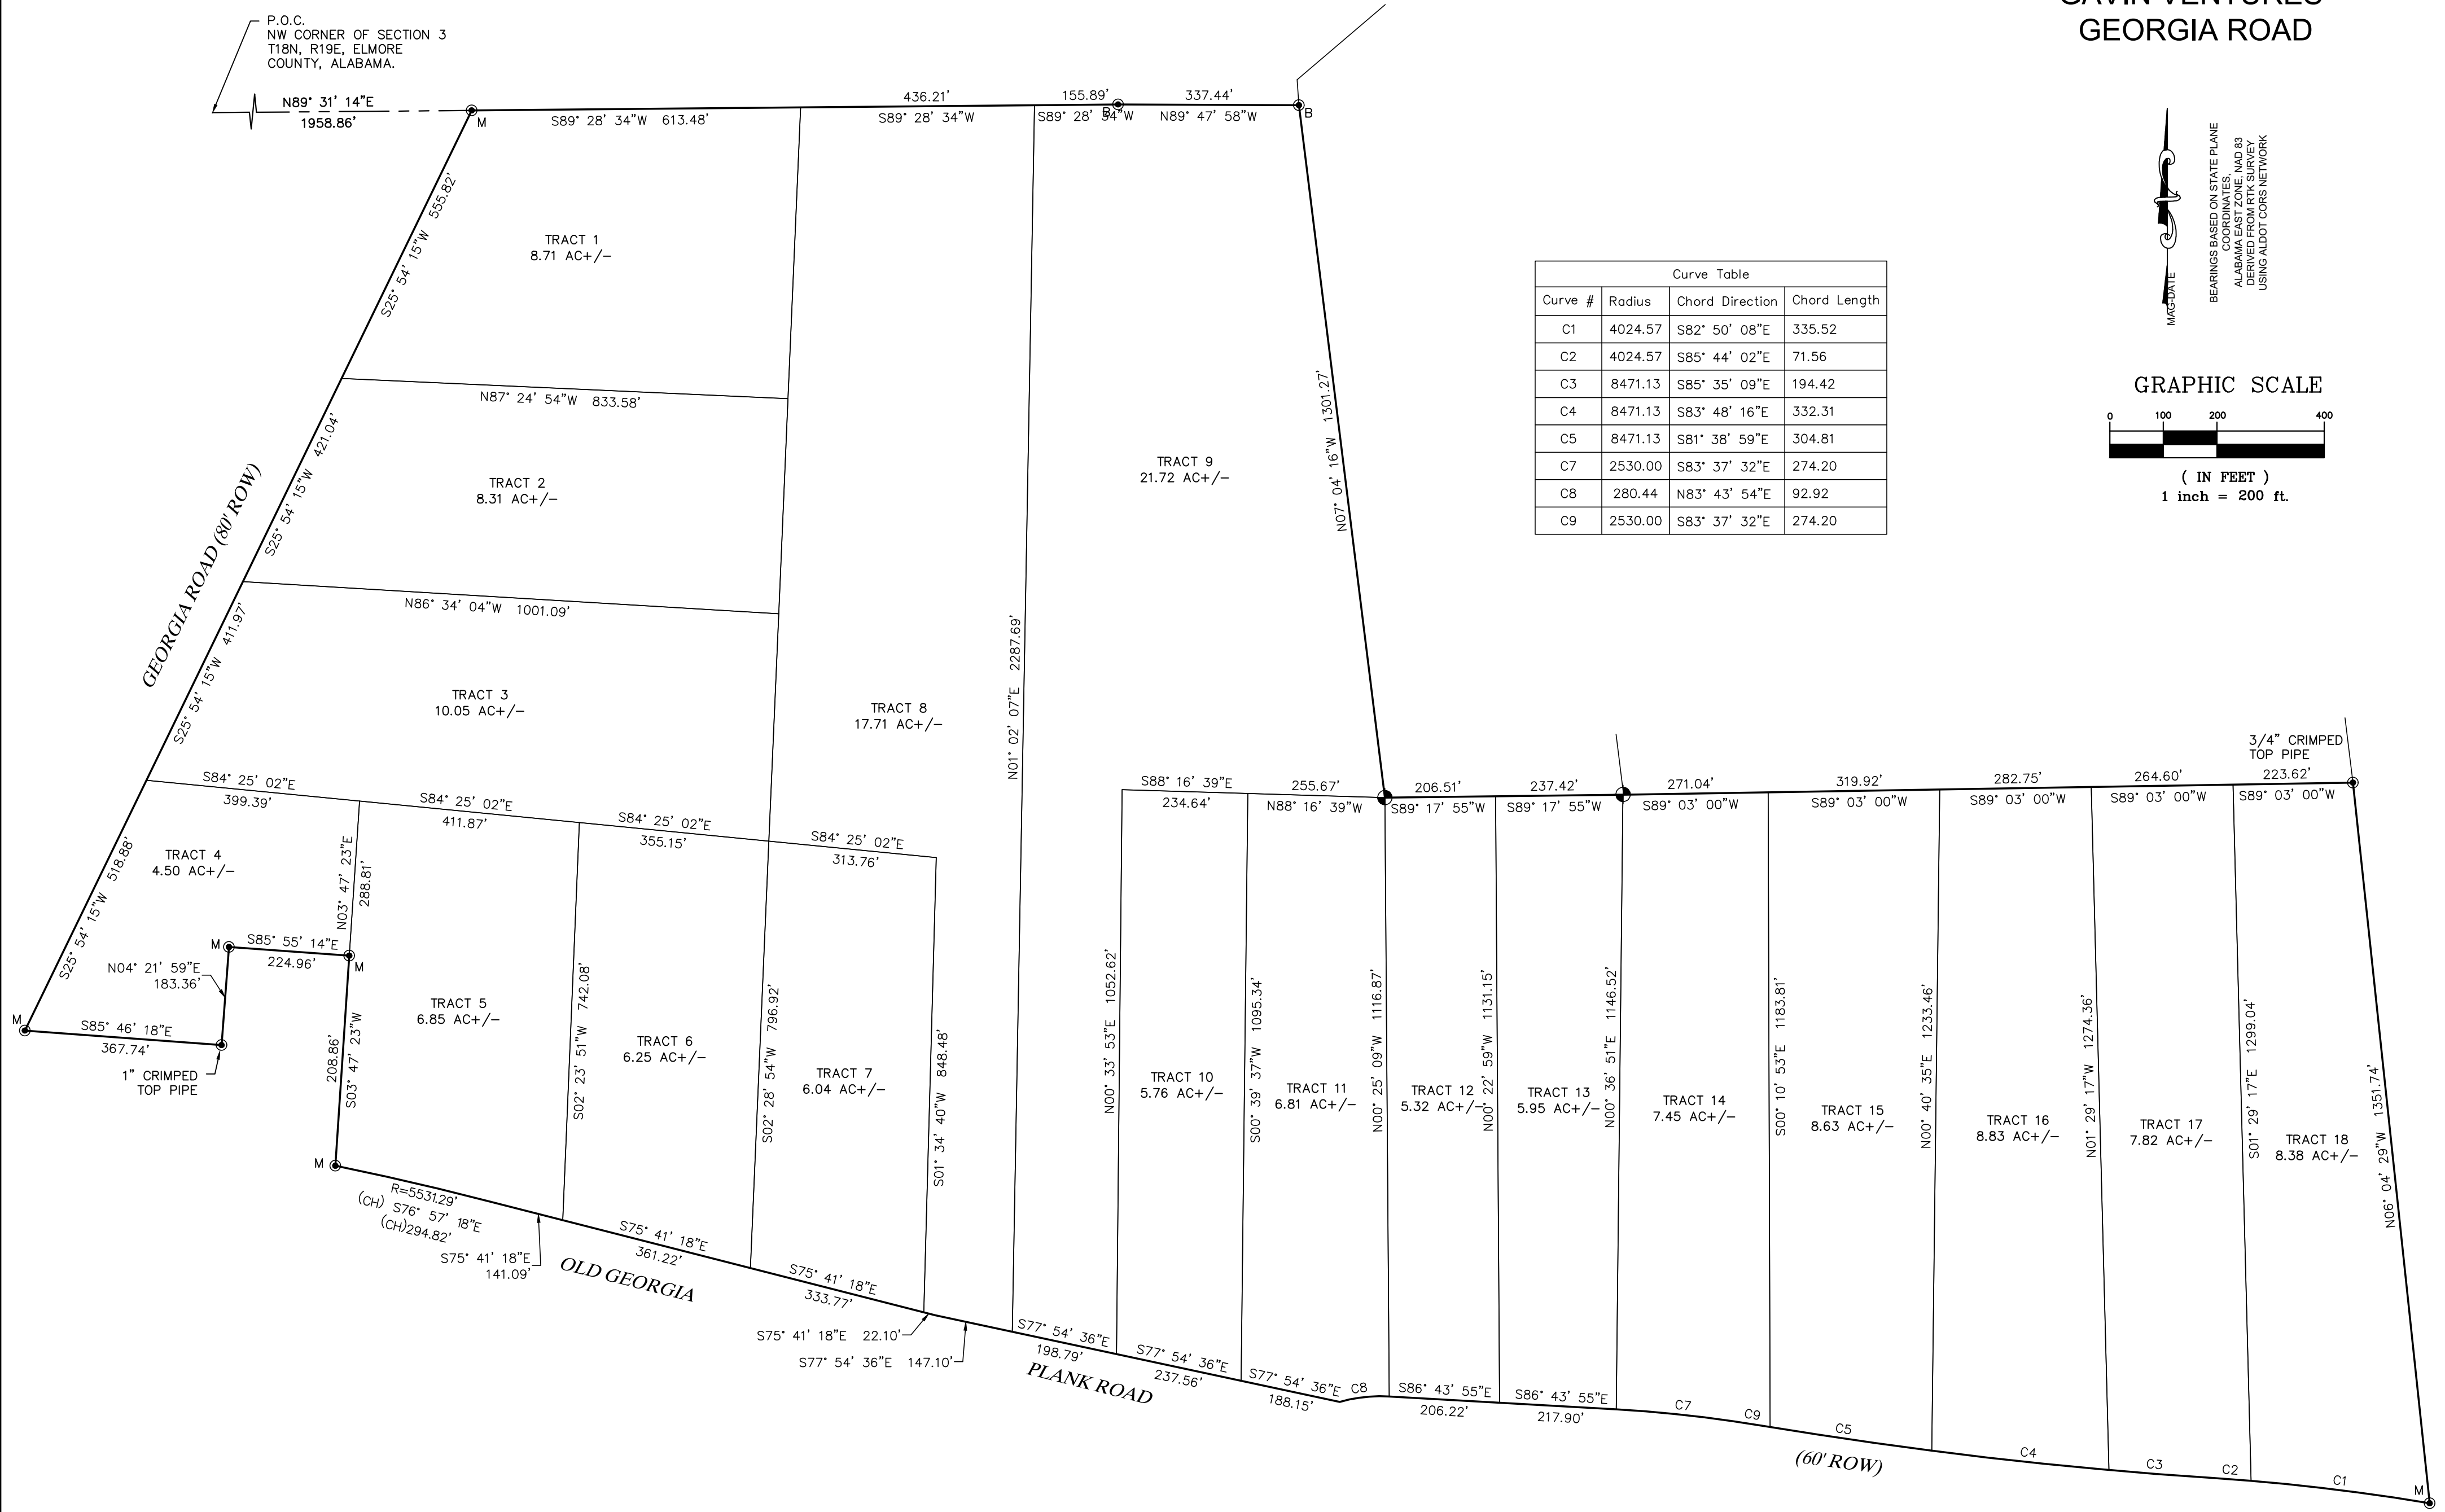 GAVIN VENTURES
GEORGIA ROAD
P.O.C.
NW CORNER OF SECTION 3
T18N, R19E, ELMORE
COUNTY, ALABAMA.
N89° 31' 14"E
1958.86'
M
S89° 28' 34"W 613.48'
436.21'
S89° 28' 34"W
155.89'
S89° 28' 34"W
B
337.44'
N89° 47' 58"W
B
MAG-DATE
BEARINGS BASED ON STATE PLANE
COORDINATES,
ALABAMA EAST ZONE, NAD 83
DERIVED FROM RTK SURVEY
USING ALDOT CORS NETWORK
GRAPHIC SCALE
0 100 200 400
( IN FEET )
1 inch = 200 ft.
Curve Table
Curve # Radius Chord Direction Chord Length
C1 4024.57 S82° 50' 08"E 335.52
C2 4024.57 S85° 44' 02"E 71.56
C3 8471.13 S85° 35' 09"E 194.42
C4 8471.13 S83° 48' 16"E 332.31
C5 8471.13 S81° 38' 59"E 304.81
C7 2530.00 S83° 37' 32"E 274.20
C8 280.44 N83° 43' 54"E 92.92
C9 2530.00 S83° 37' 32"E 274.20
S25° 54' 15"W 555.82'
TRACT 1
8.71 AC+/-
N87° 24' 54"W 833.58'
S25° 54' 15"W 421.04'
TRACT 2
8.31 AC+/-
GEORGIA ROAD (80' ROW)
N86° 34' 04"W 1001.09'
S25° 54' 15"W 411.97'
TRACT 3
10.05 AC+/-
TRACT 8
17.71 AC+/-
N01° 02' 07"E 2287.69'
TRACT 9
21.72 AC+/-
N07° 04' 16"W 1301.27'
S84° 25' 02"E
399.39'
S84° 25' 02"E
411.87'
S84° 25' 02"E
355.15'
S84° 25' 02"E
313.76'
S25° 54' 15"W 518.88'
TRACT 4
4.50 AC+/-
N03° 47' 23"E
288.81'
M
S85° 55' 14"E
224.96'
M
N04° 21' 59"E
183.36'
M
S85° 46' 18"E
367.74'
1" CRIMPED
TOP PIPE
208.86'
S03° 47' 23"W
M
TRACT 5
6.85 AC+/-
S02° 23' 51"W 742.08'
TRACT 6
6.25 AC+/-
S02° 28' 54"W 796.92'
TRACT 7
6.04 AC+/-
S01° 34' 40"W 848.48'
R=5531.29'
(CH) S76° 57' 18"E
(CH)294.82'
S75° 41' 18"E
141.09'
S75° 41' 18"E
361.22'
S75° 41' 18"E
333.77'
S75° 41' 18"E 22.10'
S77° 54' 36"E 147.10'
OLD GEORGIA
PLANK ROAD
(60' ROW)
S77° 54' 36"E
198.79'
S77° 54' 36"E
237.56'
S77° 54' 36"E
188.15'
C8
S86° 43' 55"E
206.22'
S86° 43' 55"E
217.90'
C7
C9
C5
C4
C3
C2
C1
M
S88° 16' 39"E
234.64'
255.67'
N88° 16' 39"W
206.51'
S89° 17' 55"W
237.42'
S89° 17' 55"W
271.04'
S89° 03' 00"W
319.92'
S89° 03' 00"W
282.75'
S89° 03' 00"W
264.60'
S89° 03' 00"W
223.62'
S89° 03' 00"W
3/4" CRIMPED
TOP PIPE
N00° 33' 53"E 1052.62'
TRACT 10
5.76 AC+/-
S00° 39' 37"W 1095.34'
TRACT 11
6.81 AC+/-
N00° 25' 09"W 1116.87'
TRACT 12
5.32 AC+/-
N00° 22' 59"W 1131.15'
TRACT 13
5.95 AC+/-
N00° 36' 51"E 1146.52'
TRACT 14
7.45 AC+/-
S00° 10' 53"E 1183.81'
TRACT 15
8.63 AC+/-
N00° 40' 35"E 1233.46'
TRACT 16
8.83 AC+/-
N01° 29' 17"W 1274.36'
TRACT 17
7.82 AC+/-
S01° 29' 17"E 1299.04'
TRACT 18
8.38 AC+/-
N06° 04' 29"W 1351.74'